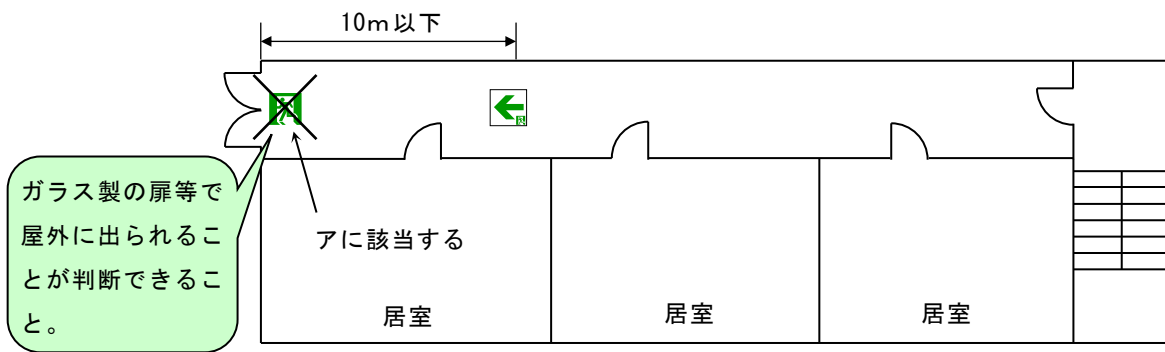 10m以下
ガラス製の扉等で
屋外に出られるこ
とが判断できるこ
と。
アに該当する
居室
居室
居室